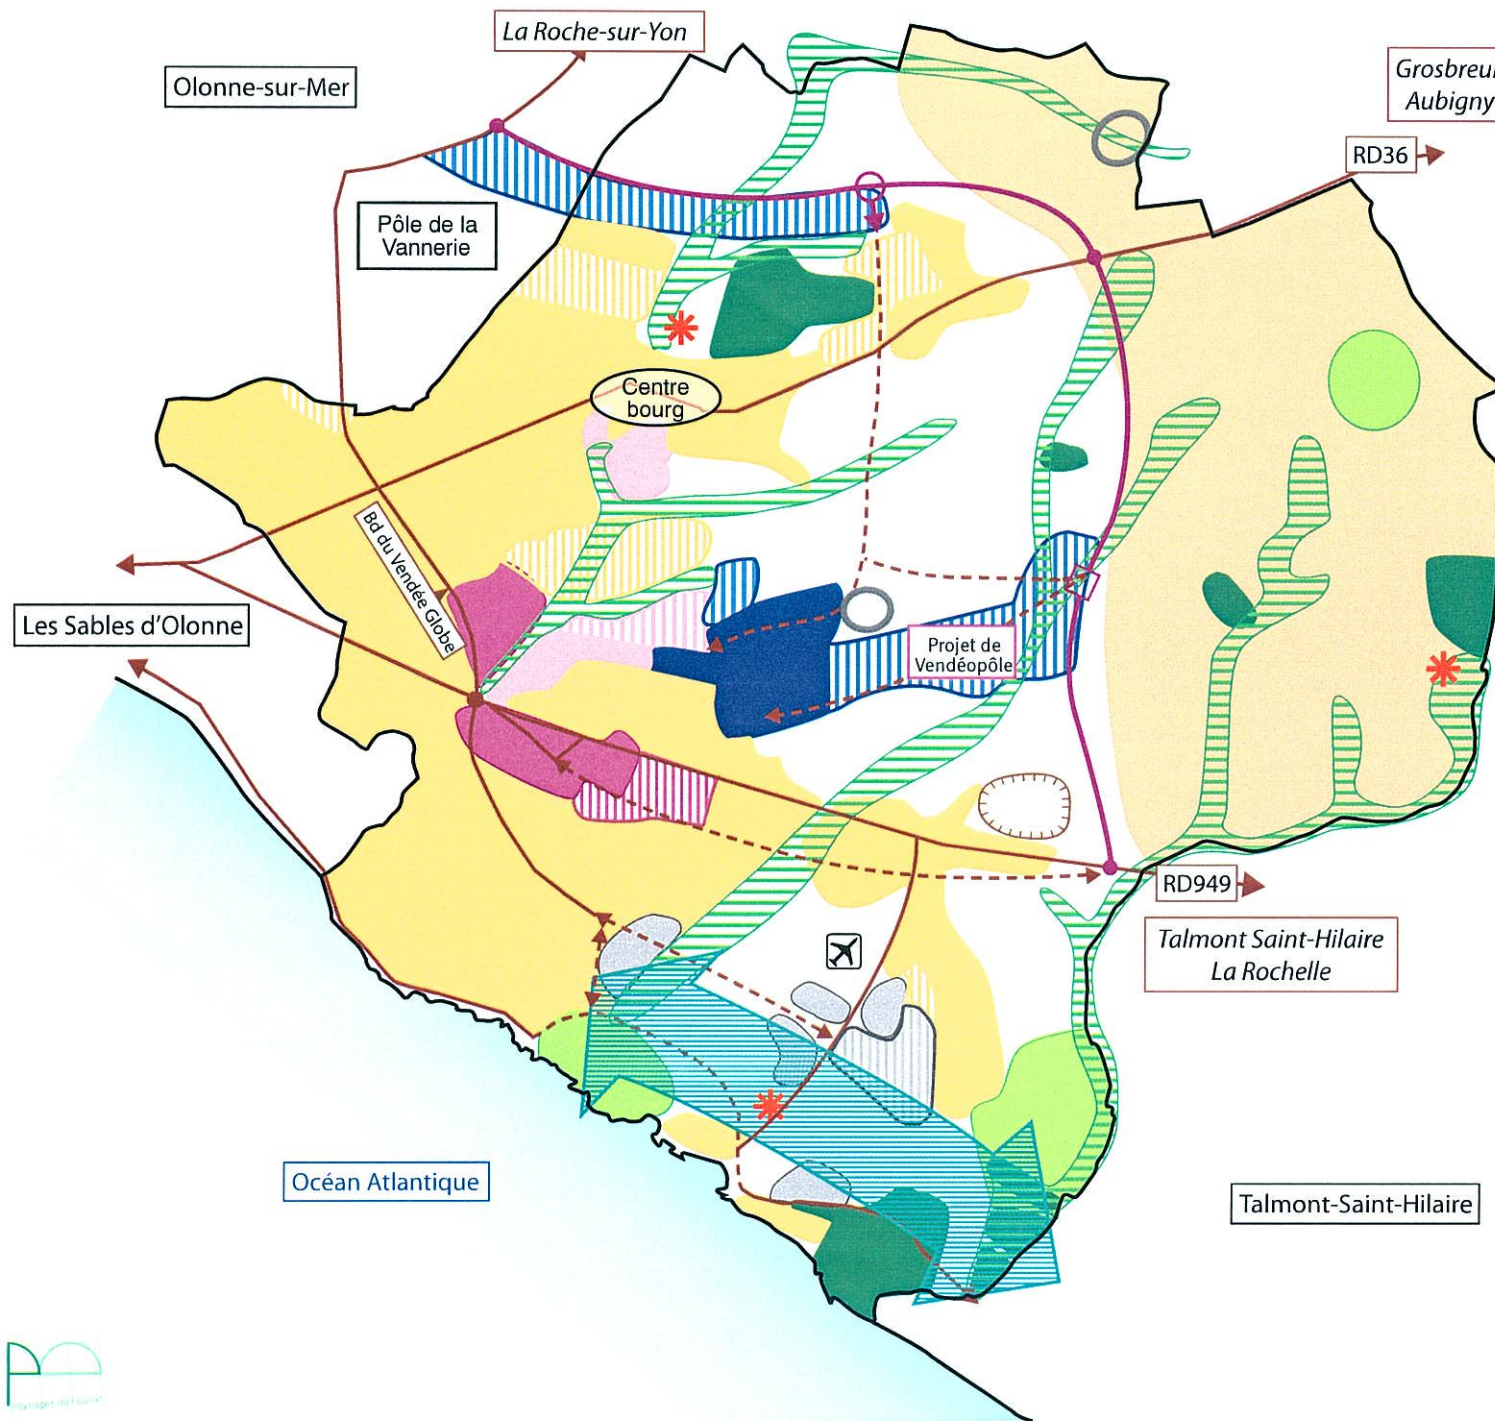 La Roche-sur-Yon
Olonne-sur-Mer
Grosbreui
Aubigny
RD36
Pôle de la
Vannerie
Centre
bourg
Bd du Vendée Globe
Les Sables d'Olonne
Projet de
Vendéopôle
RD949
Talmont Saint-Hilaire
La Rochelle
Océan Atlantique
Talmont-Saint-Hilaire